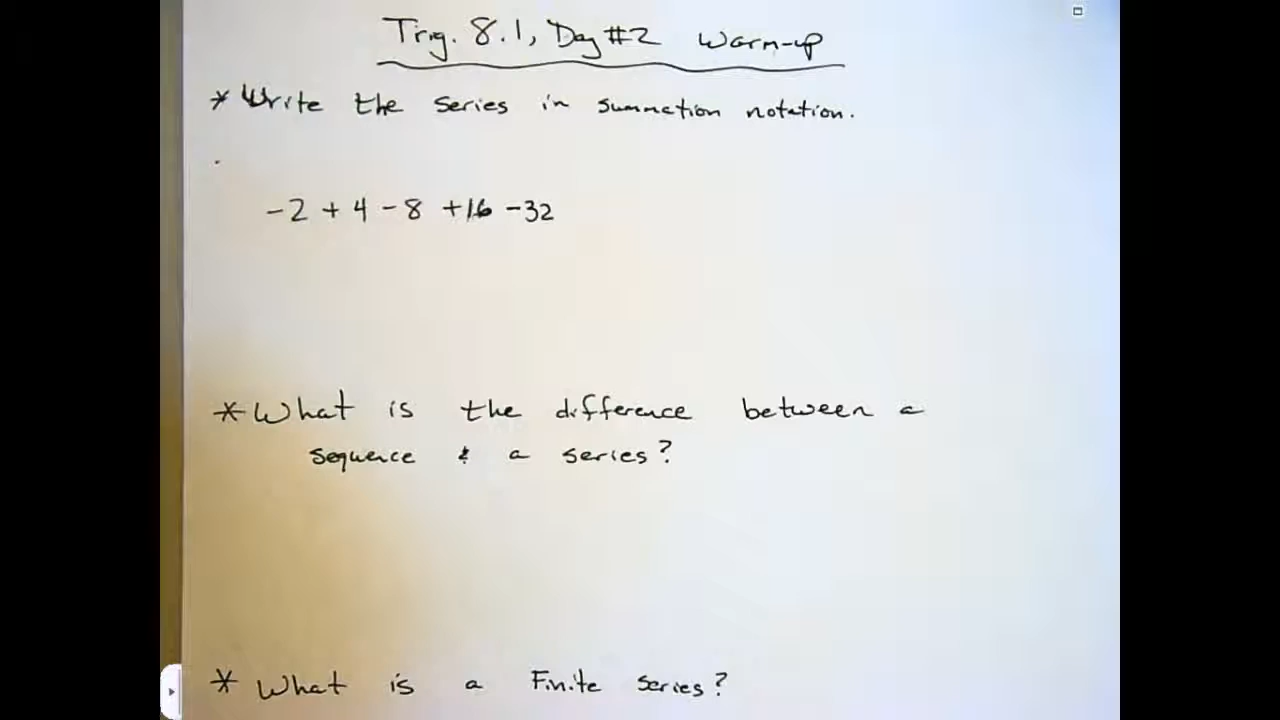 Trig. 8.1, Day #2 Warm-up
* Write the series in summation notation.
-2 + 4 - 8 + 16 - 32
* What is the difference between a
sequence & a series?
* What is a Finite series?